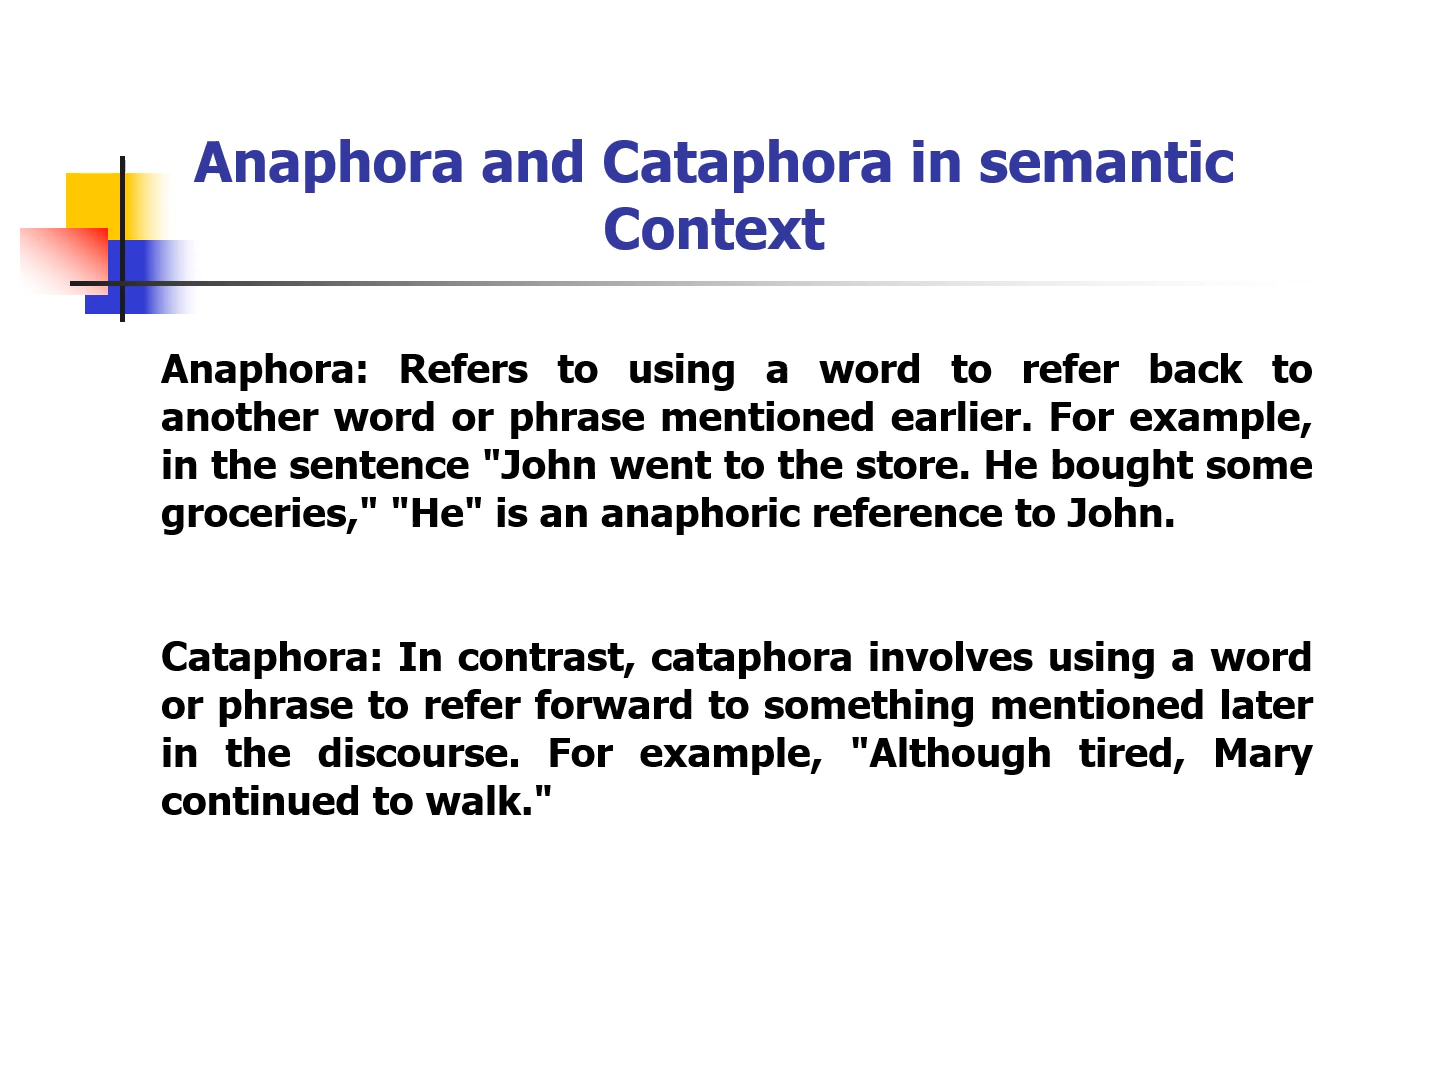 Anaphora and Cataphora in semantic
Context
Anaphora: Refers to using a word to refer back to
another word or phrase mentioned earlier. For example,
in the sentence "John went to the store. He bought some
groceries," "He" is an anaphoric reference to John.
Cataphora: In contrast, cataphora involves using a word
or phrase to refer forward to something mentioned later
in the discourse. For example, "Although tired, Mary
continued to walk."